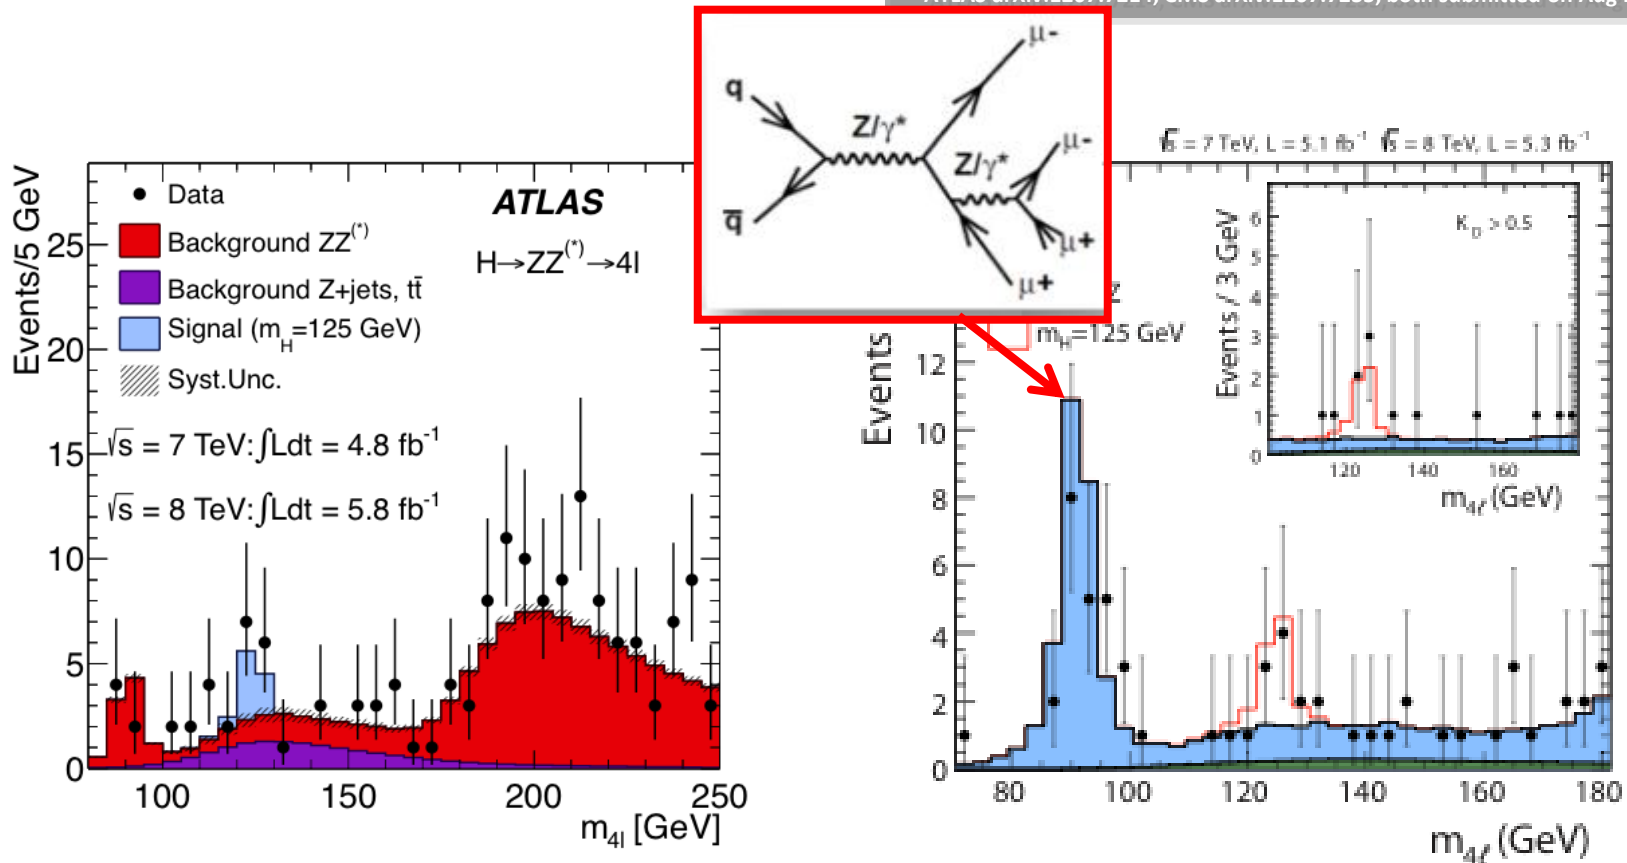 q
q̅
Z/γ*
Z/γ*
μ-
μ-
μ+
μ+
Events/5 GeV
25
20
15
10
5
0
Data
Background ZZ(*)
Background Z+jets, tt̄
Signal (mH=125 GeV)
Syst.Unc.
√s = 7 TeV:∫Ldt = 4.8 fb-1
√s = 8 TeV:∫Ldt = 5.8 fb-1
ATLAS
H→ZZ(*)→4l
100
150
200
250
m4l [GeV]
√s = 7 TeV, L = 5.1 fb-1 √s = 8 TeV, L = 5.3 fb-1
Events
mH=125 GeV
12
10
8
6
4
2
0
80
100
120
140
160
180
m4ℓ (GeV)
Events / 3 GeV
6
5
4
3
2
1
0
KD > 0.5
120
140
160
m4ℓ (GeV)